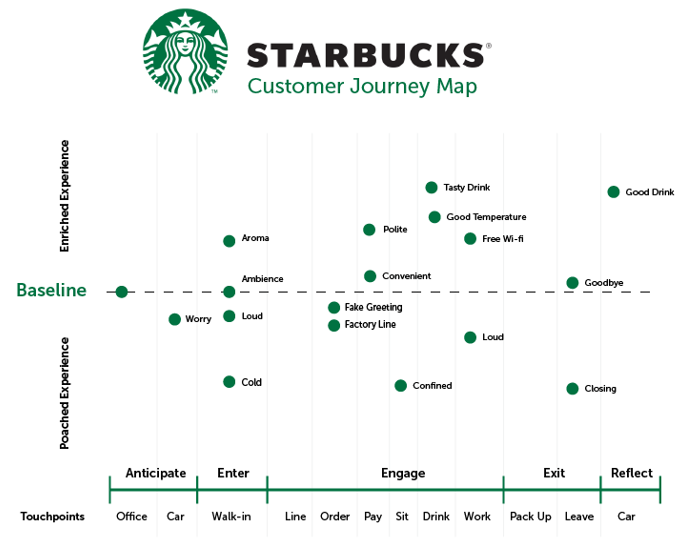 STARBUCKS®
™
Customer Journey Map
Enriched Experience
Baseline
Poached Experience
Tasty Drink
Good Drink
Good Temperature
Polite
Free Wi-fi
Aroma
Convenient
Ambience
Goodbye
Fake Greeting
Worry
Loud
Factory Line
Loud
Cold
Confined
Closing
Anticipate Enter Engage Exit Reflect
Touchpoints Office Car Walk-in Line Order Pay Sit Drink Work Pack Up Leave Car